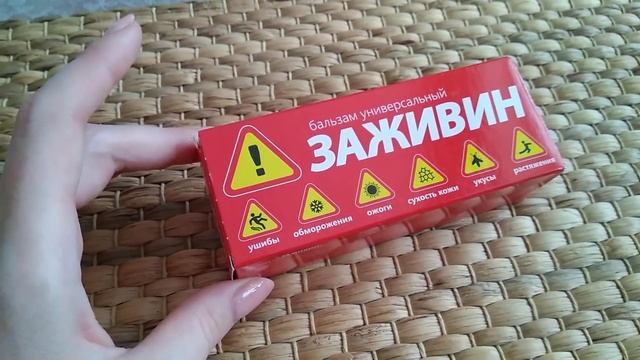 бальзам универсальный
ЗАЖИВИН
ушибы
обморожения
ожоги
сухость кожи
укусы
растяжения